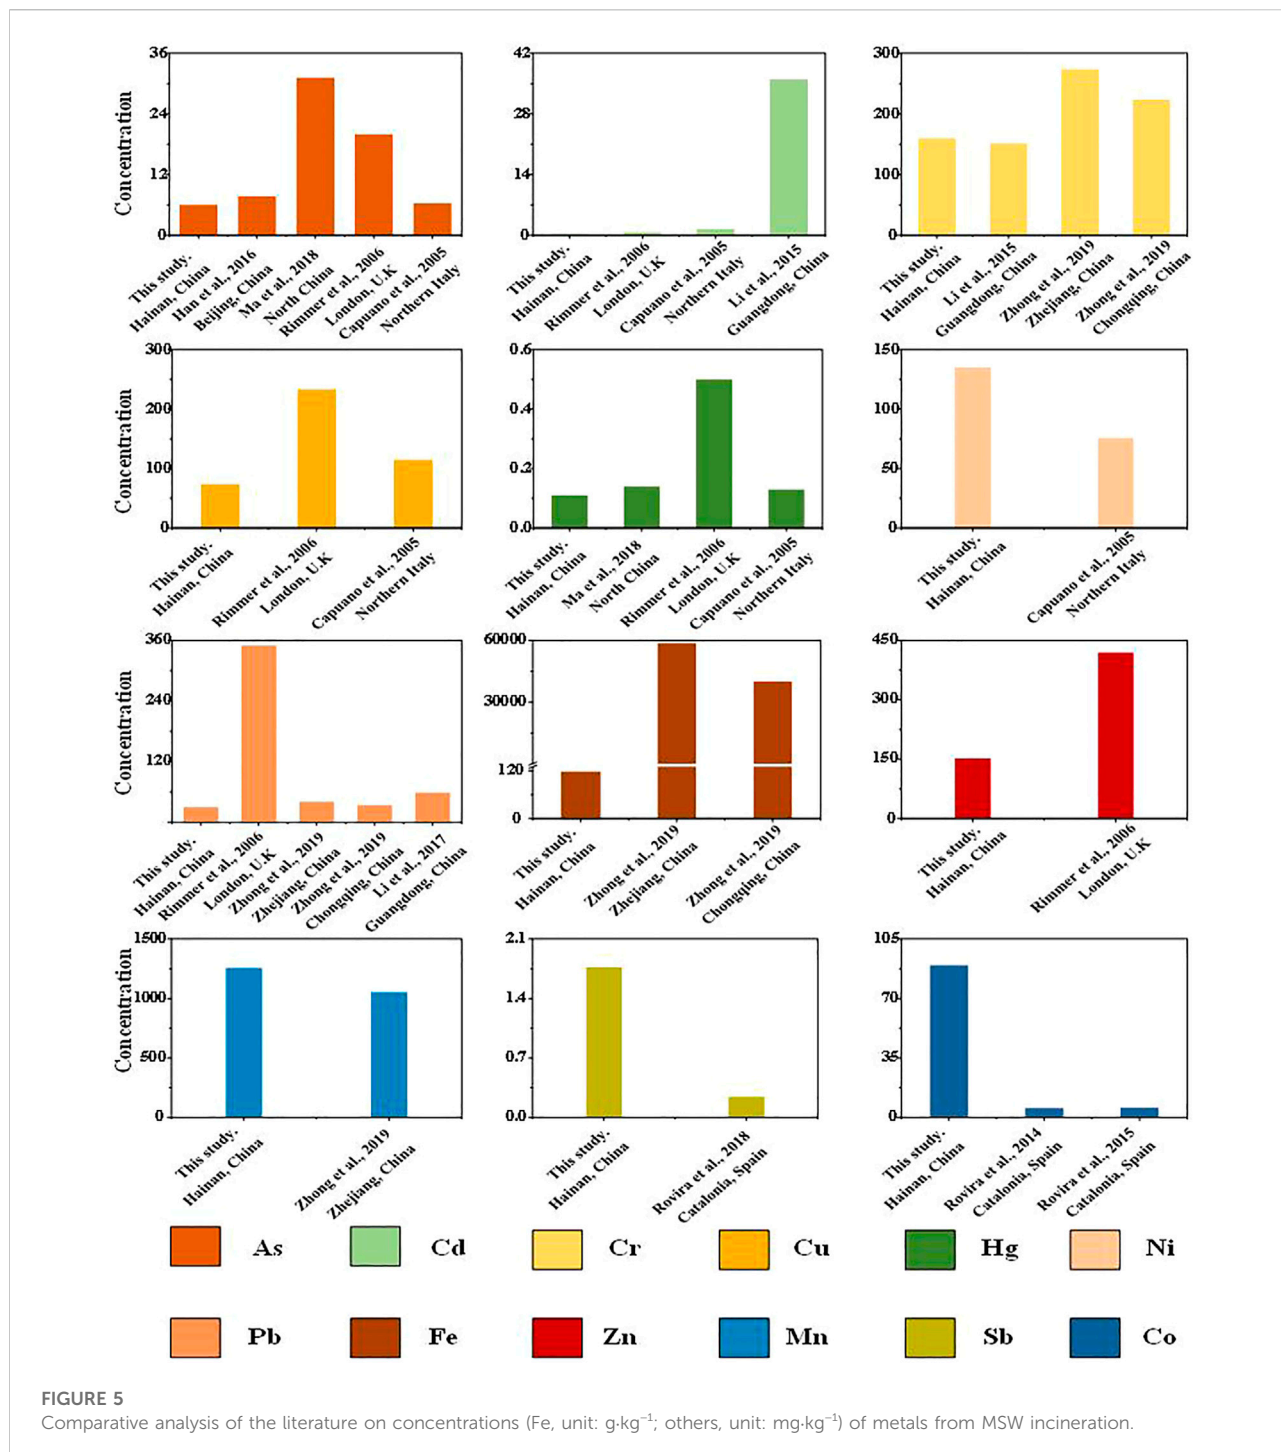 36
24
12
0
Concentration
This study.
Hainan, China
Han et al., 2016
Beijing, China
Ma et al., 2018
North China
Rimmer et al., 2006
London, U.K
Capuano et al., 2005
Northern Italy
42
28
14
0
This study.
Hainan, China
Rimmer et al., 2006
London, U.K
Capuano et al., 2005
Northern Italy
Li et al., 2015
Guangdong, China
300
200
100
0
This study.
Hainan, China
Li et al., 2015
Guangdong, China
Zhong et al., 2019
Zhejiang, China
Zhong et al., 2019
Chongqing, China
300
200
100
0
Concentration
This study.
Hainan, China
Rimmer et al., 2006
London, U.K
Capuano et al., 2005
Northern Italy
0.6
0.4
0.2
0.0
This study.
Hainan, China
Ma et al., 2018
North China
Rimmer et al., 2006
London, U.K
Capuano et al., 2005
Northern Italy
150
100
50
0
This study.
Hainan, China
Capuano et al., 2005
Northern Italy
360
240
120
Concentration
This study.
Hainan, China
Rimmer et al., 2006
London, U.K
Zhong et al., 2019
Zhejiang, China
Zhong et al., 2019
Chongqing, China
Li et al., 2017
Guangdong, China
60000
30000
120
0
This study.
Hainan, China
Zhong et al., 2019
Zhejiang, China
Zhong et al., 2019
Chongqing, China
450
300
150
0
This study.
Hainan, China
Rimmer et al., 2006
London, U.K
1500
1000
500
0
Concentration
This study.
Hainan, China
Zhong et al., 2019
Zhejiang, China
2.1
1.4
0.7
0.0
This study.
Hainan, China
Rovira et al., 2018
Catalonia, Spain
105
70
35
0
This study.
Hainan, China
Rovira et al., 2014
Catalonia, Spain
Rovira et al., 2015
Catalonia, Spain
As Cd Cr Cu Hg Ni
Pb Fe Zn Mn Sb Co
FIGURE 5
Comparative analysis of the literature on concentrations (Fe, unit: g·kg⁻¹; others, unit: mg·kg⁻¹) of metals from MSW incineration.